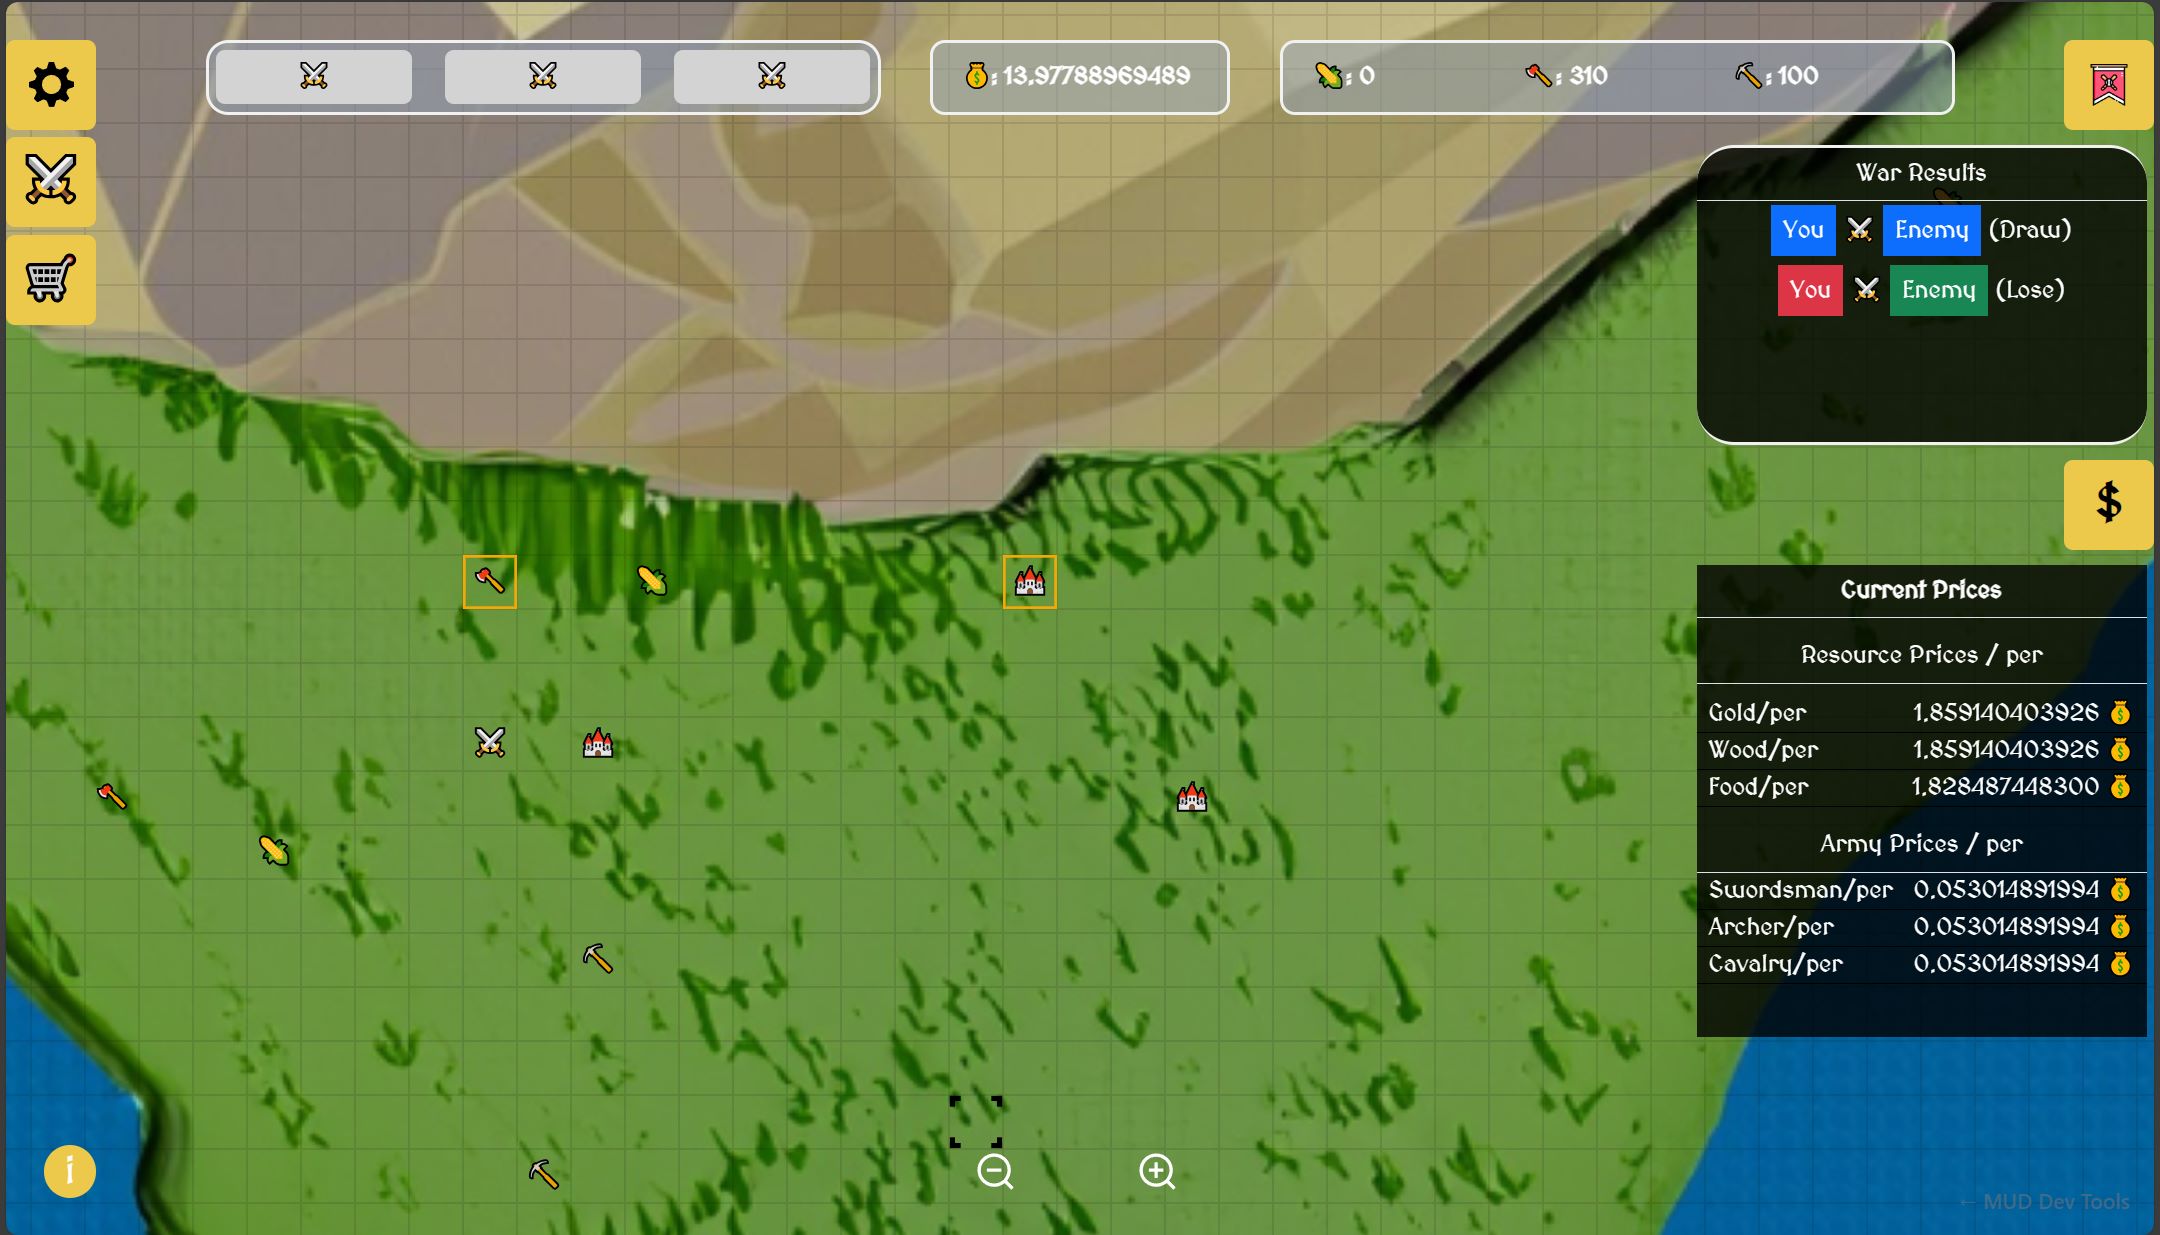 : 13.97788969489
: 0
: 310
: 100
War Results
You Enemy (Draw)
You Enemy (Lose)
$
Current Prices
Resource Prices / per
Gold/per 1.859140403926
Wood/per 1.859140403926
Food/per 1.828487448300
Army Prices / per
Swordsman/per 0.053014891994
Archer/per 0.053014891994
Cavalry/per 0.053014891994
i
← MUD Dev Tools